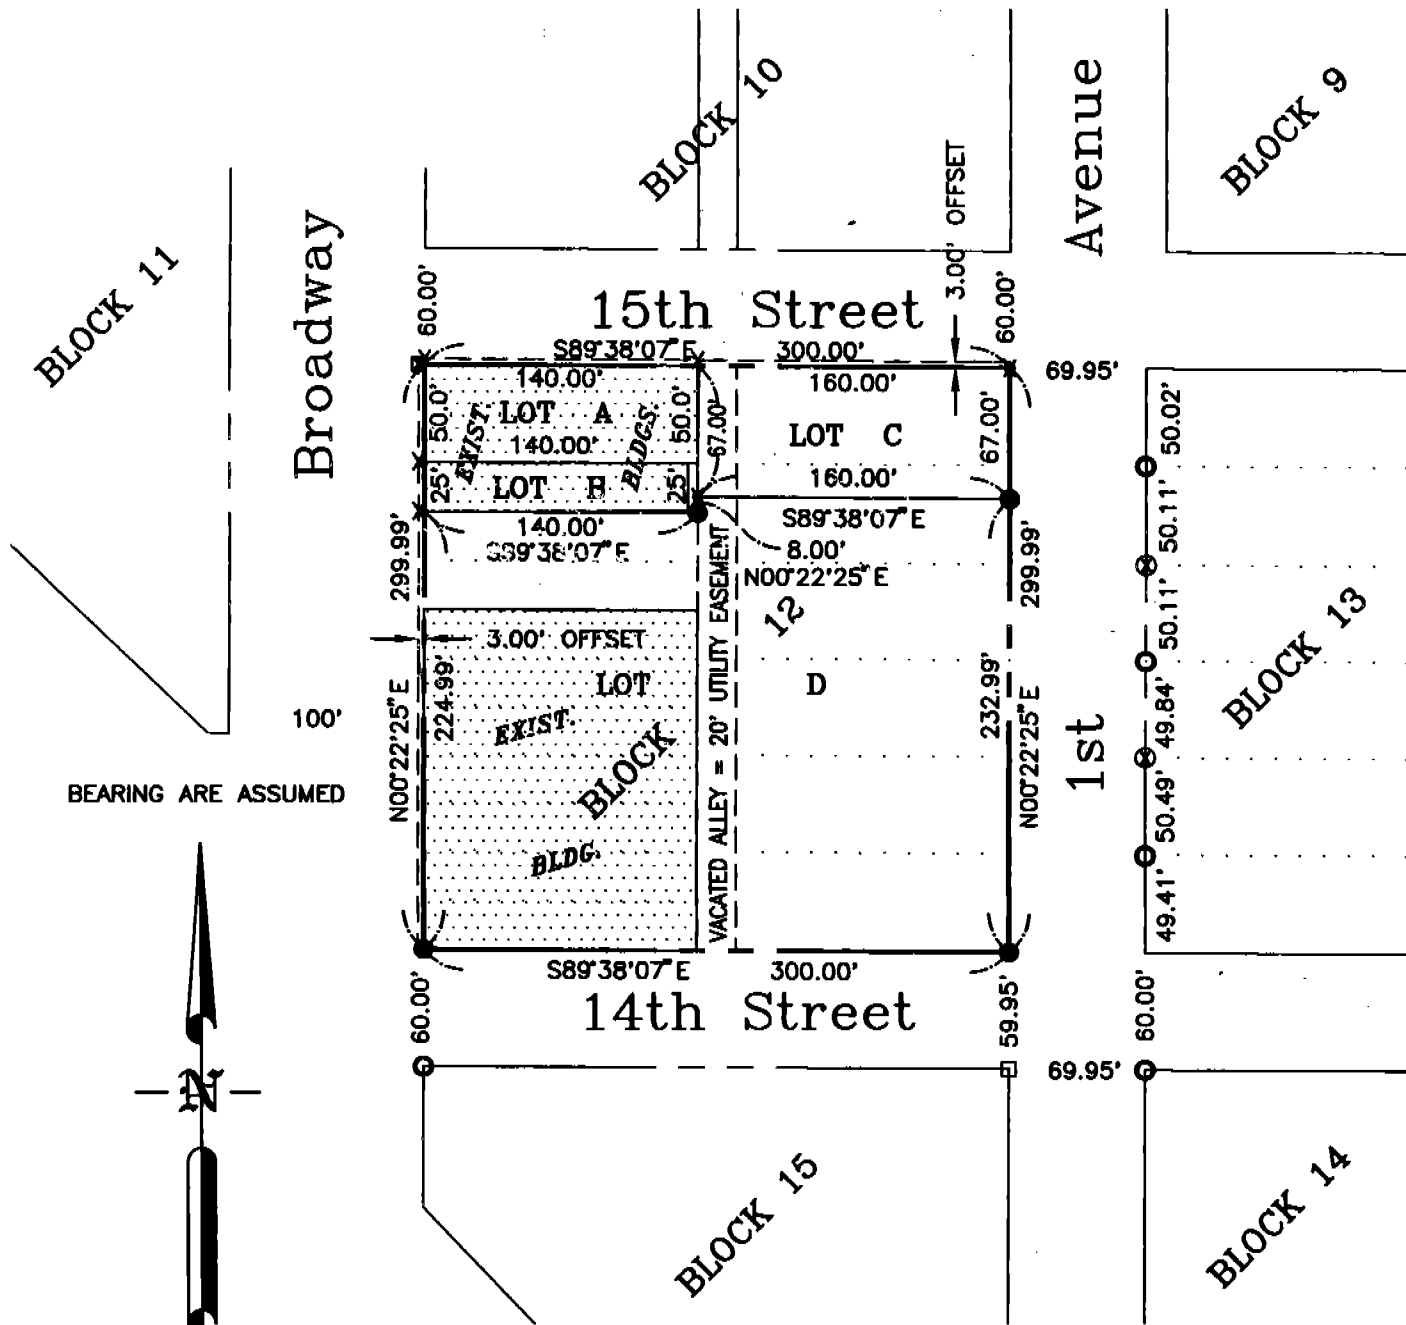 BLOCK 10
BLOCK 9
BLOCK 11
Broadway
Avenue
3.00' OFFSET
60.00'
15th Street
60.00'
S89°38'07"E 300.00'
69.95'
140.00'
160.00'
50.0'
LOT A
50.0'
67.00'
LOT C
67.00'
50.02'
EXIST.
BLDGS.
140.00'
160.00'
25'
LOT B
25'
140.00'
S89°38'07"E
S89°38'07"E
8.00'
N00°22'25"E
50.11'
299.99'
299.99'
12
50.11'
BLOCK 13
3.00' OFFSET
224.99'
LOT D
232.99'
49.84'
N00°22'25"E
N00°22'25"E
EXIST.
BLOCK
BLDG.
VACATED ALLEY = 20' UTILITY EASEMENT
100'
1st
50.49'
BEARING ARE ASSUMED
49.41'
S89°38'07"E 300.00'
60.00'
14th Street
59.95'
60.00'
69.95'
N
BLOCK 15
BLOCK 14